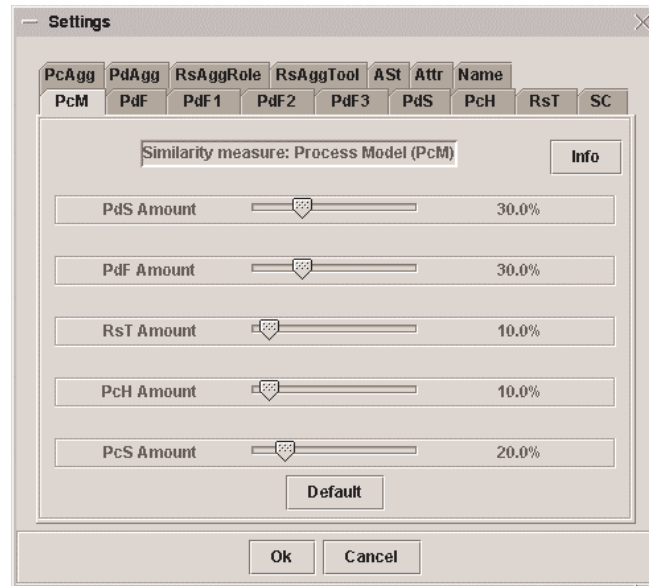 Settings
PcAgg PdAgg RsAggRole RsAggTool ASt Attr Name
PcM PdF PdF1 PdF2 PdF3 PdS PcH RsT SC
Similarity measure: Process Model (PcM) Info
PdS Amount 30.0%
PdF Amount 30.0%
RsT Amount 10.0%
PcH Amount 10.0%
PcS Amount 20.0%
Default
Ok Cancel